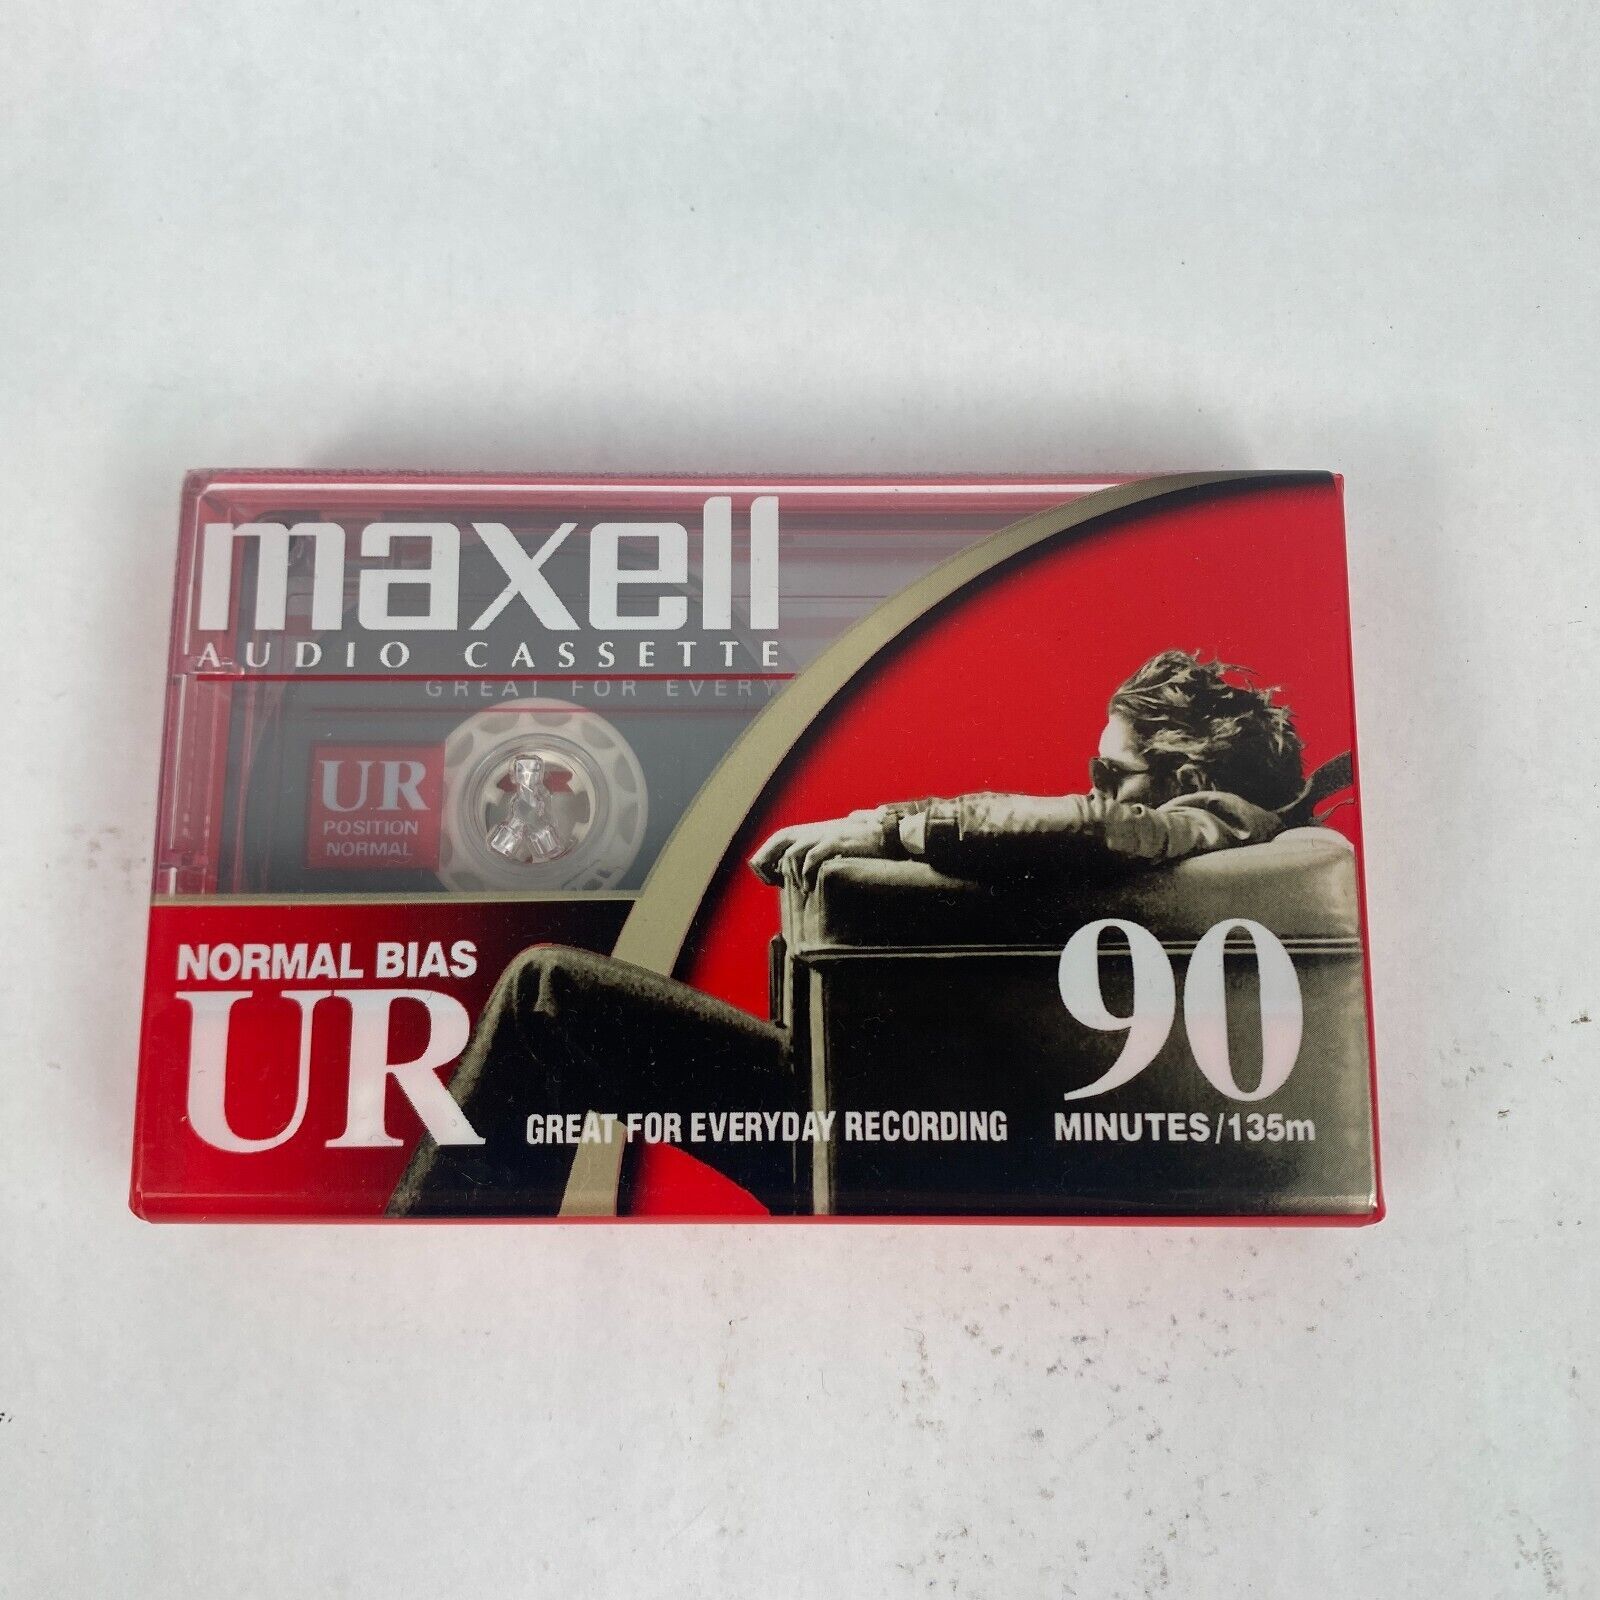 maxell
AUDIO CASSETTE
GREAT FOR EVERY
UR
POSITION
NORMAL
NORMAL BIAS
UR
GREAT FOR EVERYDAY RECORDING
90
MINUTES/135m